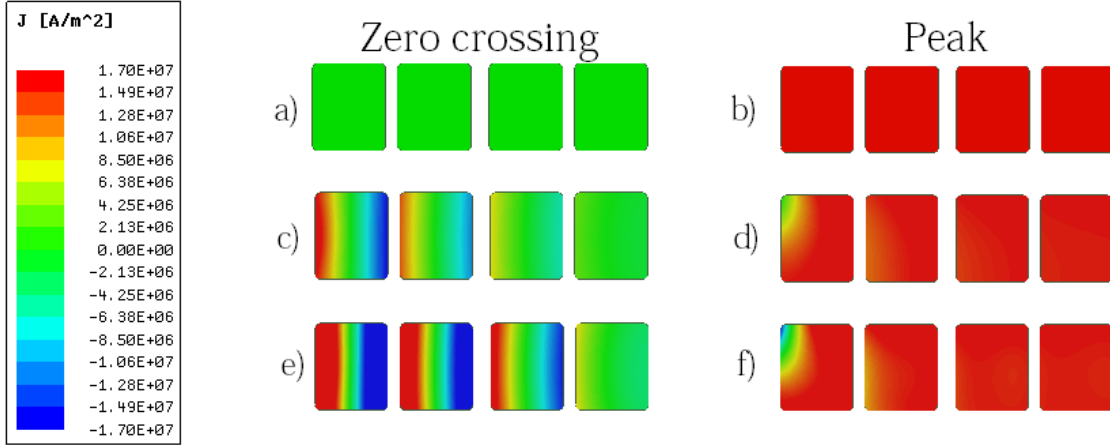 J [A/m^2]
1.70E+07
1.49E+07
1.28E+07
1.06E+07
8.50E+06
6.38E+06
4.25E+06
2.13E+06
0.00E+00
-2.13E+06
-4.25E+06
-6.38E+06
-8.50E+06
-1.06E+07
-1.28E+07
-1.49E+07
-1.70E+07
Zero crossing
Peak
a)
b)
c)
d)
e)
f)